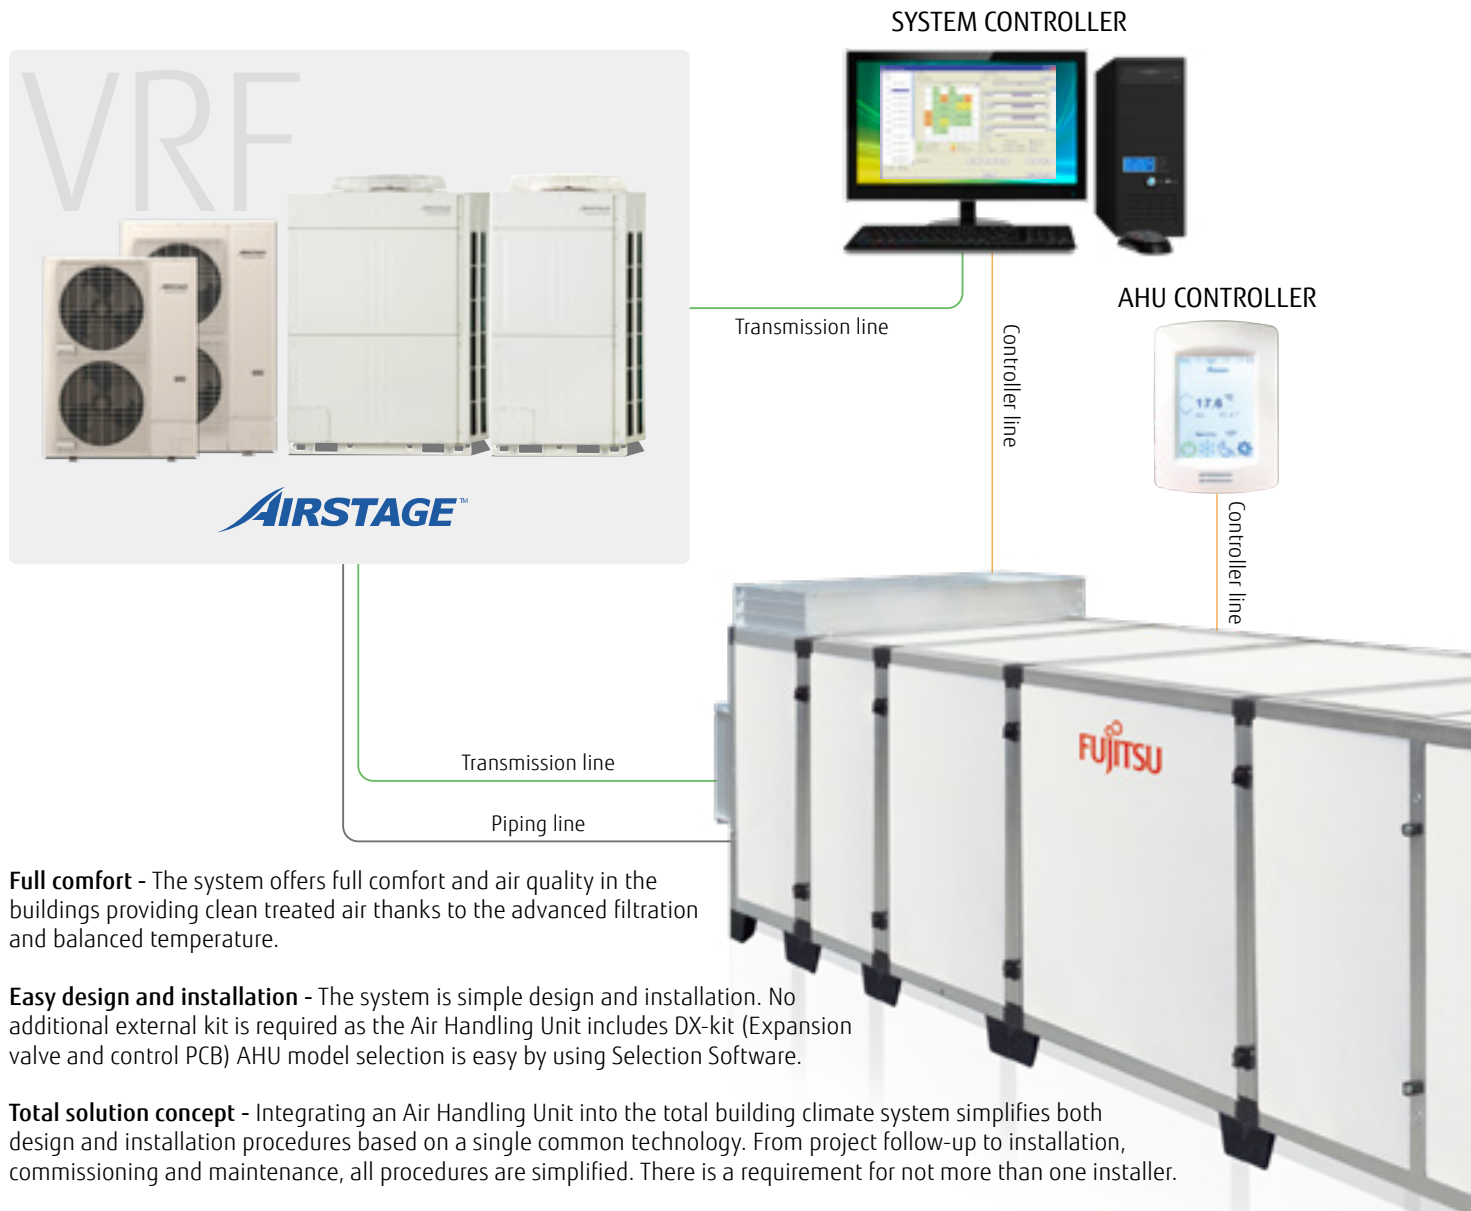 SYSTEM CONTROLLER
VRF
AIRSTAGE
AIRSTAGE
AIRSTAGE
AIRSTAGE
Transmission line
Controller line
AHU CONTROLLER
17.6 °C
AIRSTAGE™
Controller line
FUJITSU
Transmission line
Piping line
Full comfort - The system offers full comfort and air quality in the
buildings providing clean treated air thanks to the advanced filtration
and balanced temperature.
Easy design and installation - The system is simple design and installation. No
additional external kit is required as the Air Handling Unit includes DX-kit (Expansion
valve and control PCB) AHU model selection is easy by using Selection Software.
Total solution concept - Integrating an Air Handling Unit into the total building climate system simplifies both
design and installation procedures based on a single common technology. From project follow-up to installation,
commissioning and maintenance, all procedures are simplified. There is a requirement for not more than one installer.